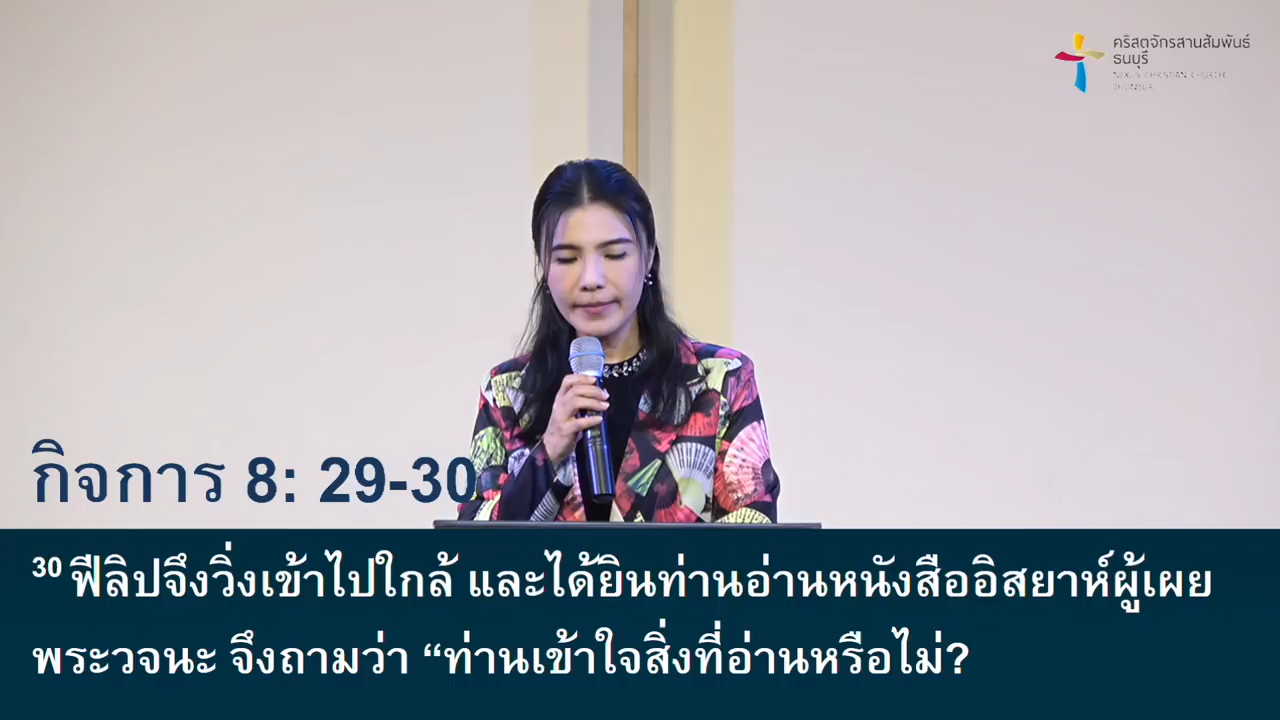 คริสตจักรสานสัมพันธ์
ธนบุรี
NEXUS CHRISTIAN CHURCH
กิจการ 8: 29-30
30 ฟีลิปจึงวิ่งเข้าไปใกล้ และได้ยินท่านอ่านหนังสืออิสยาห์ผู้เผย
พระวจนะ จึงถามว่า “ท่านเข้าใจสิ่งที่อ่านหรือไม่?